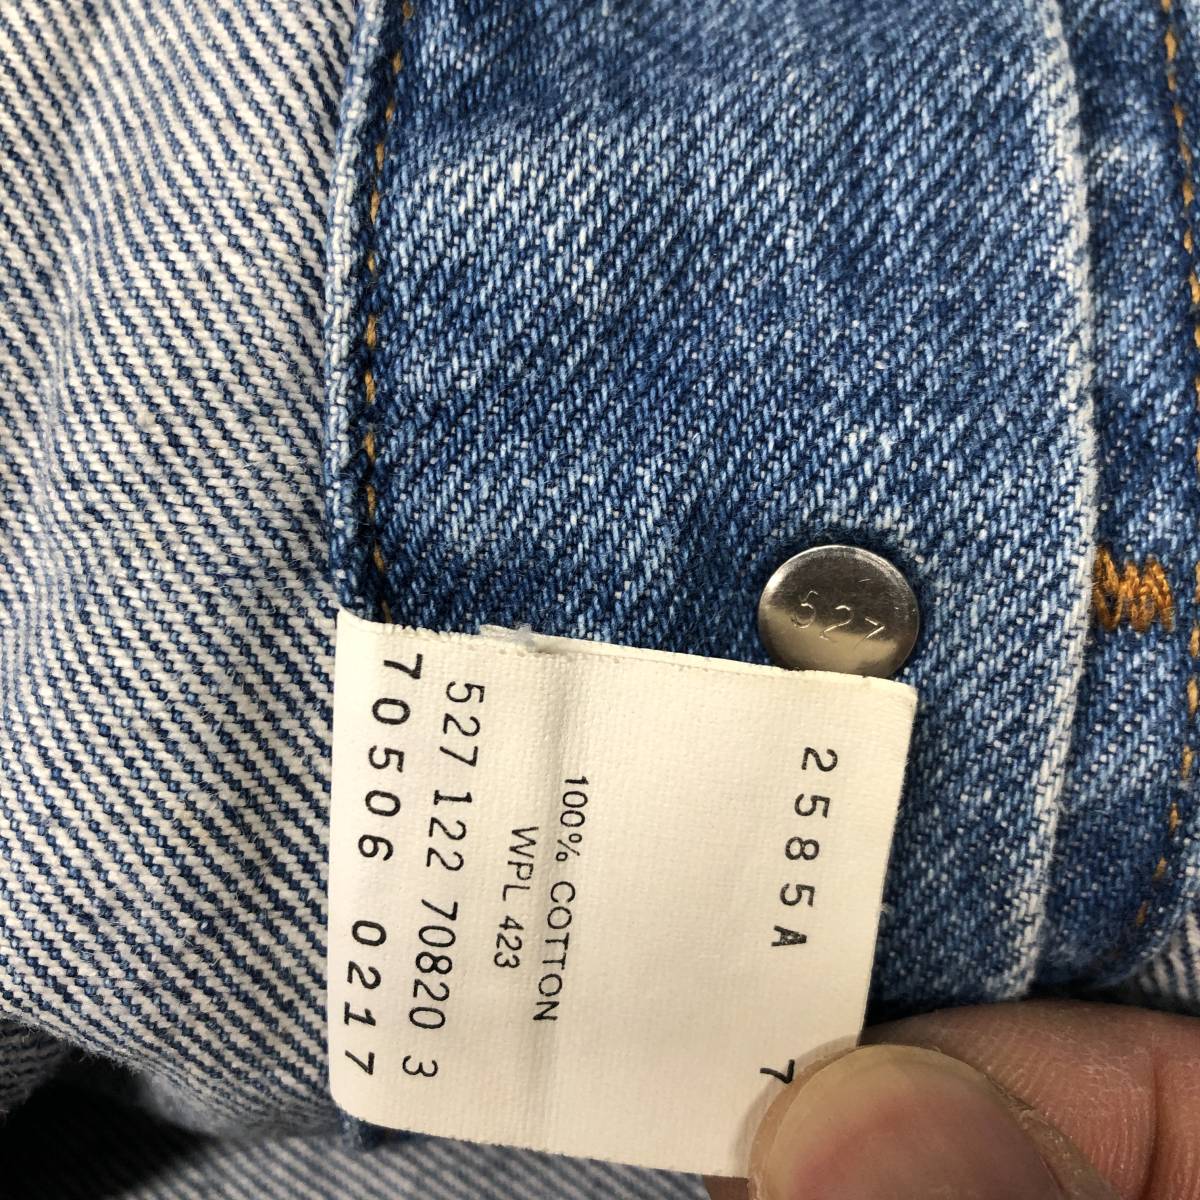 527
2585A 7
100% COTTON
WPL 423
527 122 70820 3
70506 0217